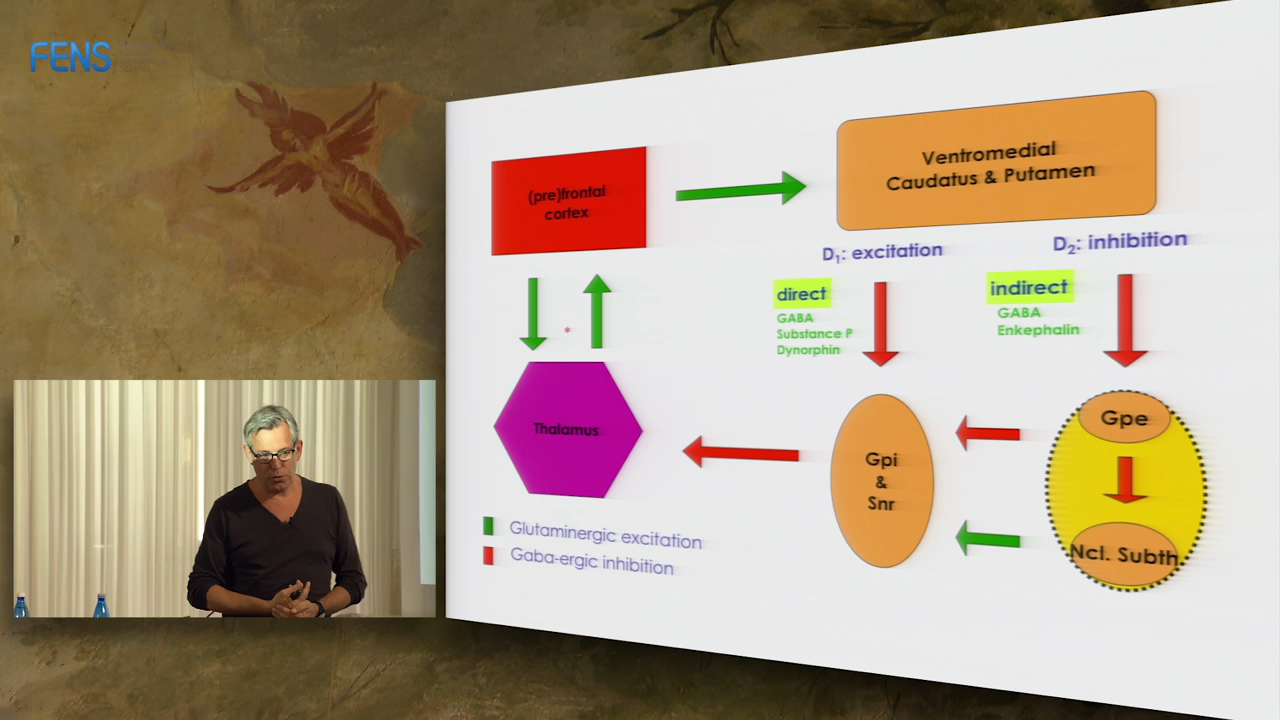 FENS
(pre)frontal
cortex
Ventromedial
Caudatus & Putamen
D1: excitation
D2: inhibition
direct
GABA
Substance P
Dynorphin
indirect
GABA
Enkephalin
Thalamus
Gpi
&
Snr
Gpe
Ncl. Subth
Glutaminergic excitation
Gaba-ergic inhibition